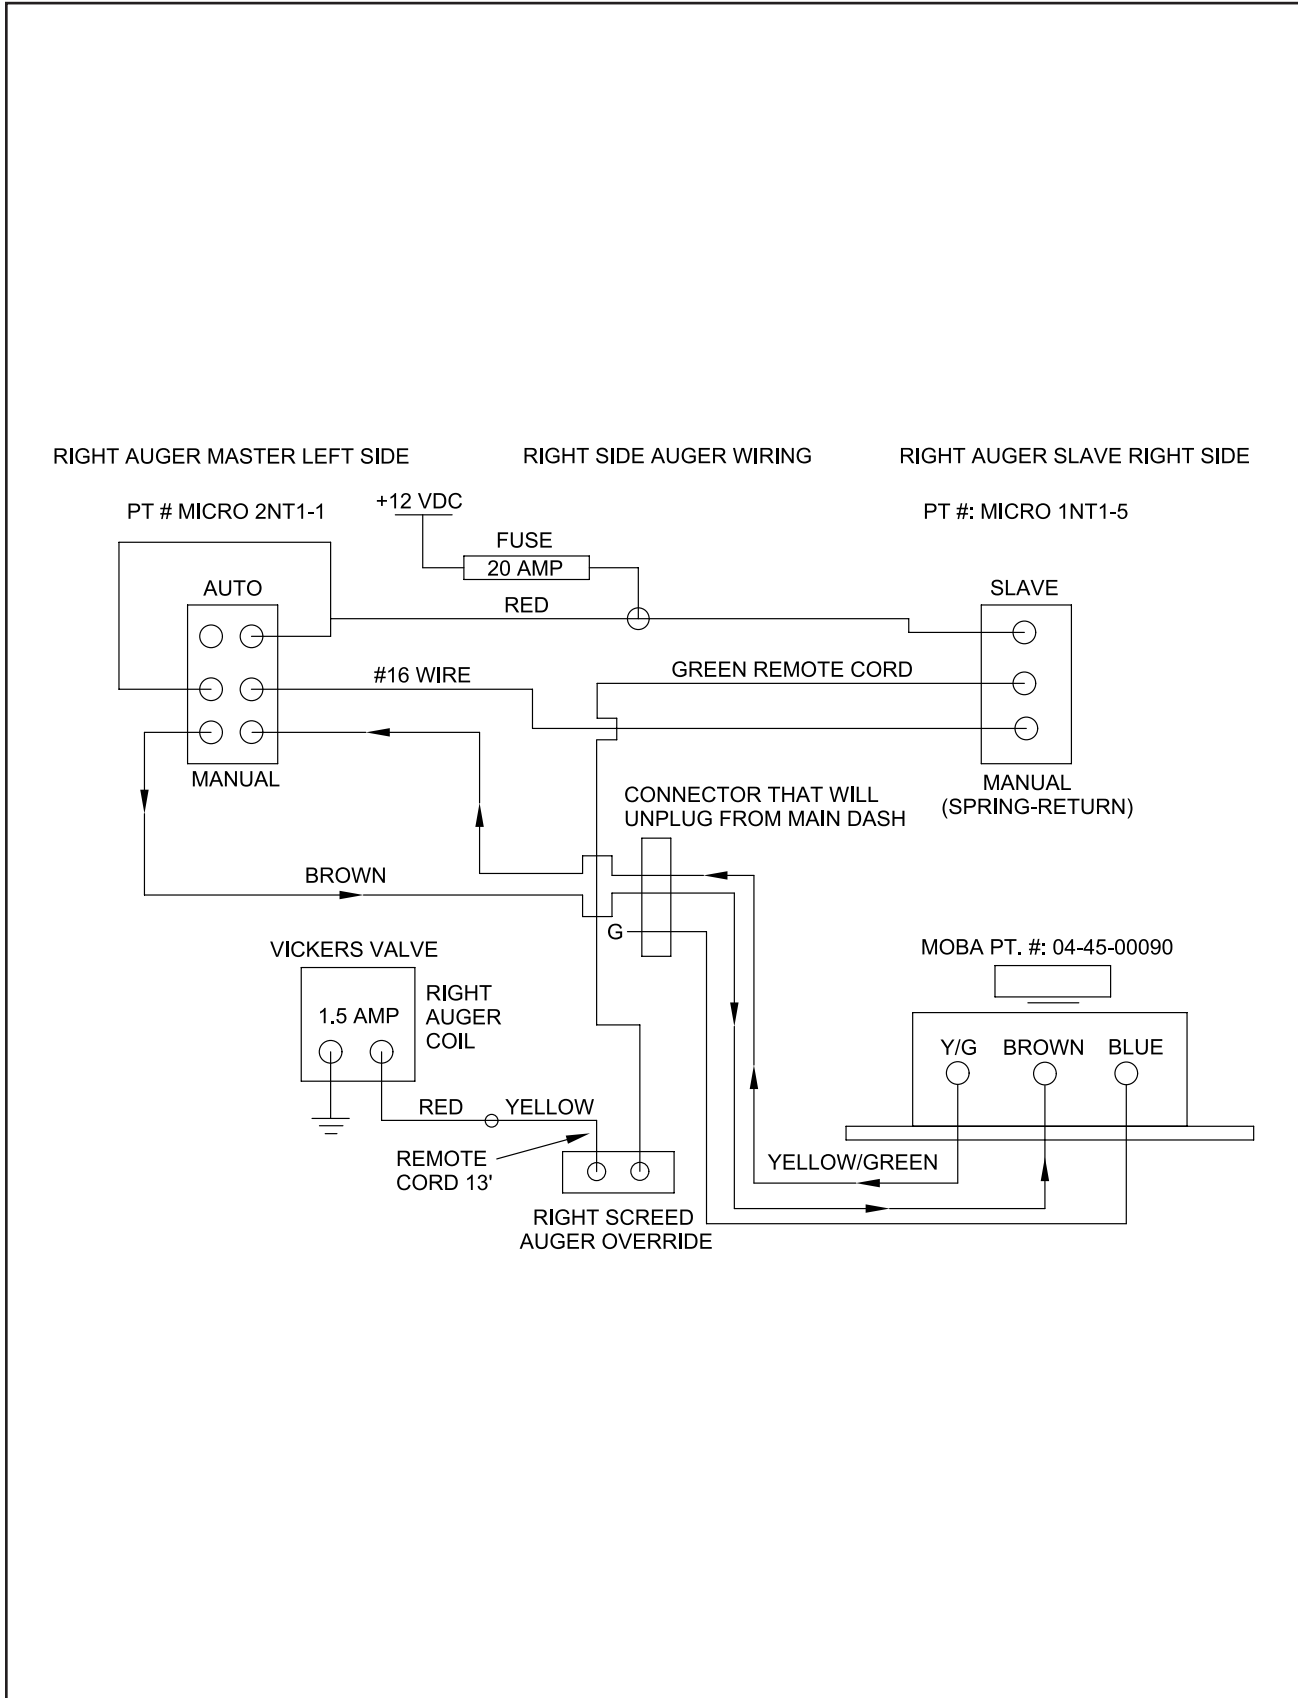 RIGHT AUGER MASTER LEFT SIDE
RIGHT SIDE AUGER WIRING
RIGHT AUGER SLAVE RIGHT SIDE
PT # MICRO 2NT1-1
+12 VDC
PT #: MICRO 1NT1-5
FUSE
20 AMP
AUTO
RED
SLAVE
#16 WIRE
GREEN REMOTE CORD
MANUAL
MANUAL
(SPRING-RETURN)
CONNECTOR THAT WILL
UNPLUG FROM MAIN DASH
BROWN
G
VICKERS VALVE
MOBA PT. #: 04-45-00090
1.5 AMP
RIGHT
AUGER
COIL
Y/G
BROWN
BLUE
RED
YELLOW
REMOTE
CORD 13'
YELLOW/GREEN
RIGHT SCREED
AUGER OVERRIDE